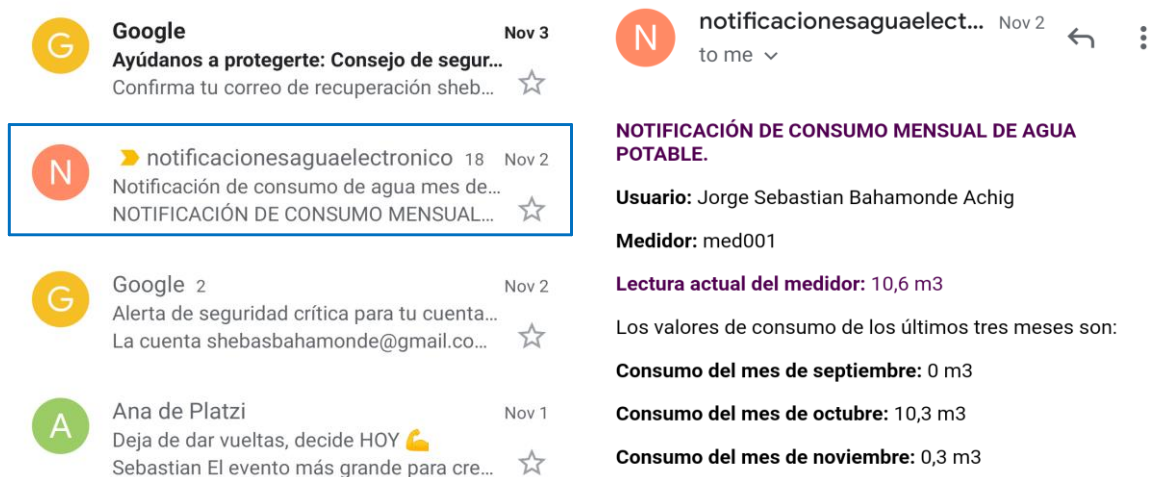 G
Google
Nov 3
Ayúdanos a protegerte: Consejo de segur...
Confirma tu correo de recuperación sheb...
N
notificacionesaguaelectronico 18 Nov 2
Notificación de consumo de agua mes de...
NOTIFICACIÓN DE CONSUMO MENSUAL...
G
Google 2 Nov 2
Alerta de seguridad crítica para tu cuenta...
La cuenta shebasbahamonde@gmail.co...
A
Ana de Platzi Nov 1
Deja de dar vueltas, decide HOY 💪
Sebastian El evento más grande para cre...
N
notificacionesaguaelect... Nov 2
to me
NOTIFICACIÓN DE CONSUMO MENSUAL DE AGUA
POTABLE.
Usuario: Jorge Sebastian Bahamonde Achig
Medidor: med001
Lectura actual del medidor: 10,6 m3
Los valores de consumo de los últimos tres meses son:
Consumo del mes de septiembre: 0 m3
Consumo del mes de octubre: 10,3 m3
Consumo del mes de noviembre: 0,3 m3